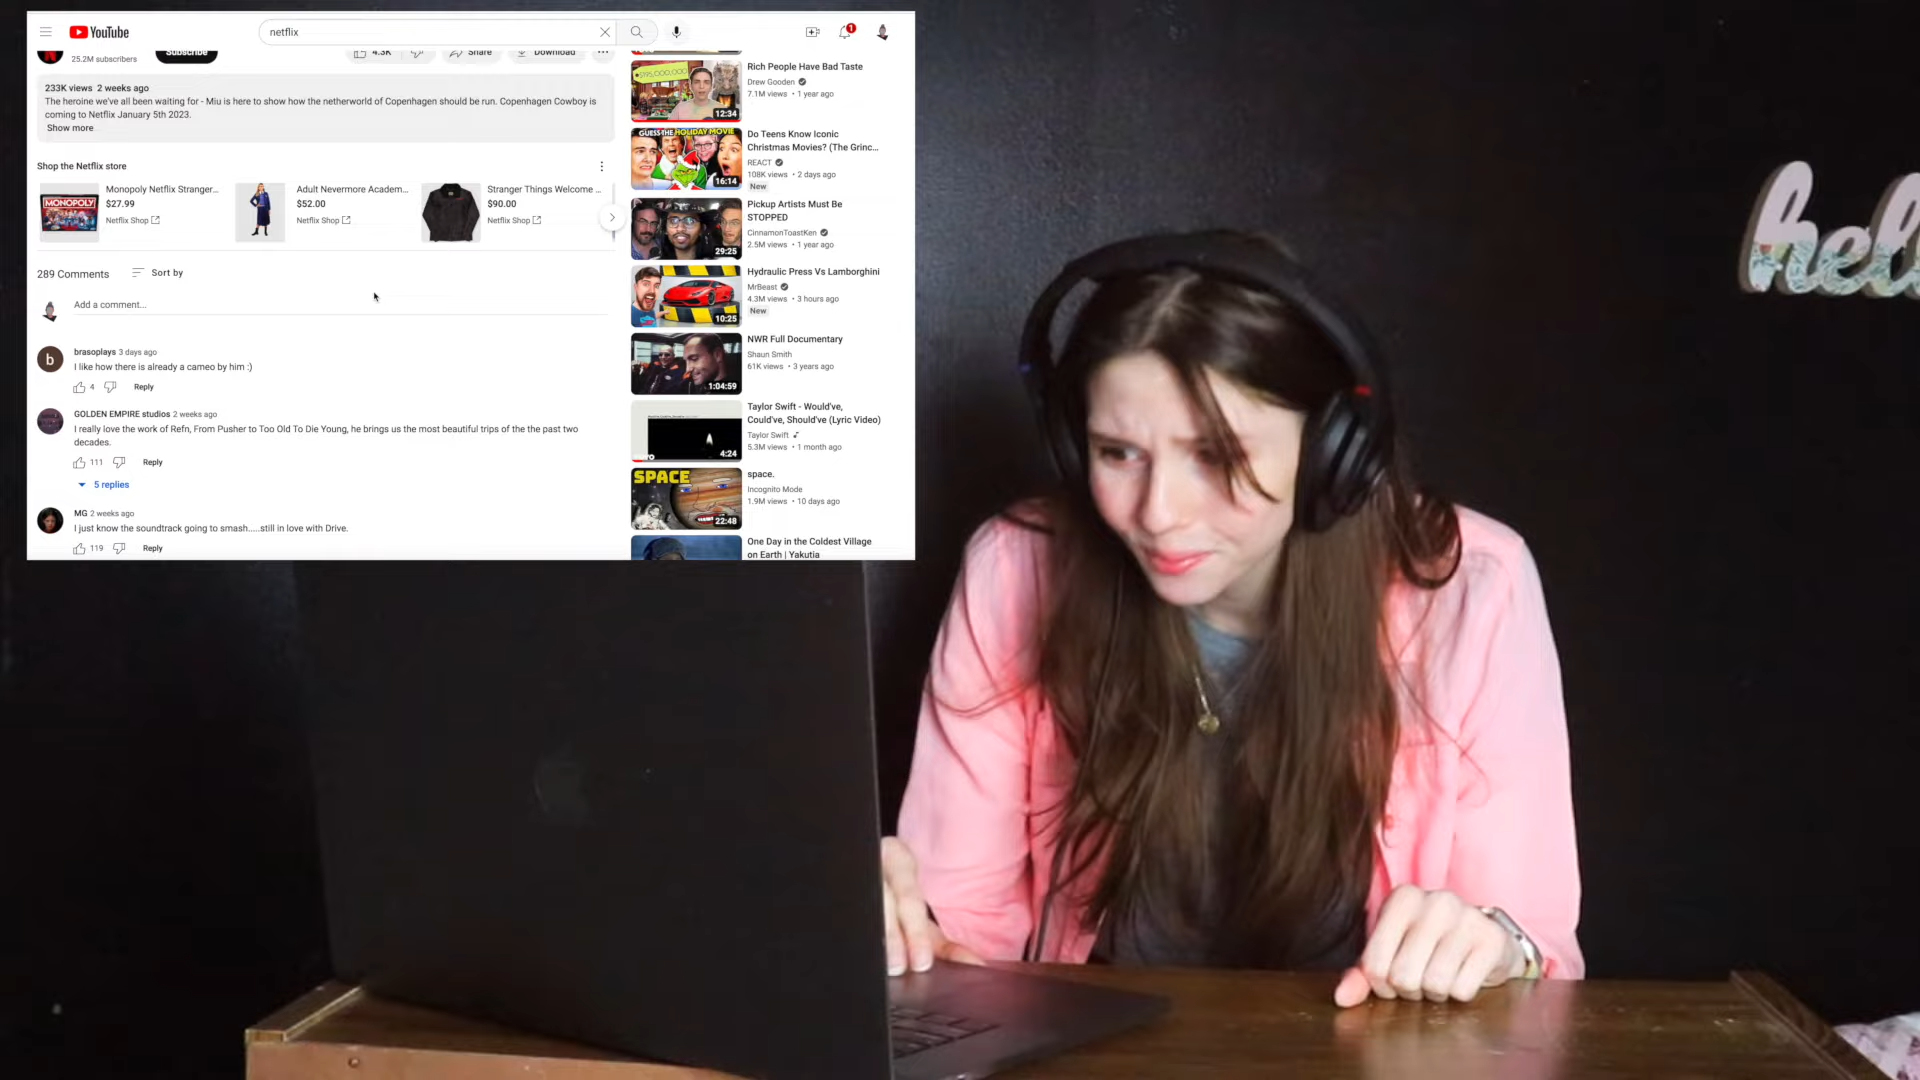 YouTube
netflix
1
25.2M subscribers
Subscribe
4.3K
Share
Download
233K views 2 weeks ago
The heroine we've all been waiting for - Miu is here to show how the netherworld of Copenhagen should be run. Copenhagen Cowboy is
coming to Netflix January 5th 2023.
Show more
Shop the Netflix store
MONOPOLY
Monopoly Netflix Stranger...
$27.99
Netflix Shop
Adult Nevermore Academ...
$52.00
Netflix Shop
Stranger Things Welcome ...
$90.00
Netflix Shop
289 Comments
Sort by
Add a comment...
b
brasoplays 3 days ago
I like how there is already a cameo by him :)
4
Reply
GOLDEN EMPIRE studios 2 weeks ago
I really love the work of Refn, From Pusher to Too Old To Die Young, he brings us the most beautiful trips of the the past two
decades.
111
Reply
5 replies
MG 2 weeks ago
I just know the soundtrack going to smash.....still in love with Drive.
119
Reply
$195,000,000
12:34
Rich People Have Bad Taste
Drew Gooden
7.1M views • 1 year ago
GUESS THE HOLIDAY MOVIE
16:14
Do Teens Know Iconic
Christmas Movies? (The Grinc...
REACT
108K views • 2 days ago
New
29:25
Pickup Artists Must Be
STOPPED
CinnamonToastKen
2.5M views • 1 year ago
10:25
Hydraulic Press Vs Lamborghini
MrBeast
4.3M views • 3 hours ago
New
1:04:59
NWR Full Documentary
Shaun Smith
61K views • 3 years ago
4:24
Taylor Swift - Would've,
Could've, Should've (Lyric Video)
Taylor Swift
5.3M views • 1 month ago
SPACE
22:48
space.
Incognito Mode
1.9M views • 10 days ago
One Day in the Coldest Village
on Earth | Yakutia
hel